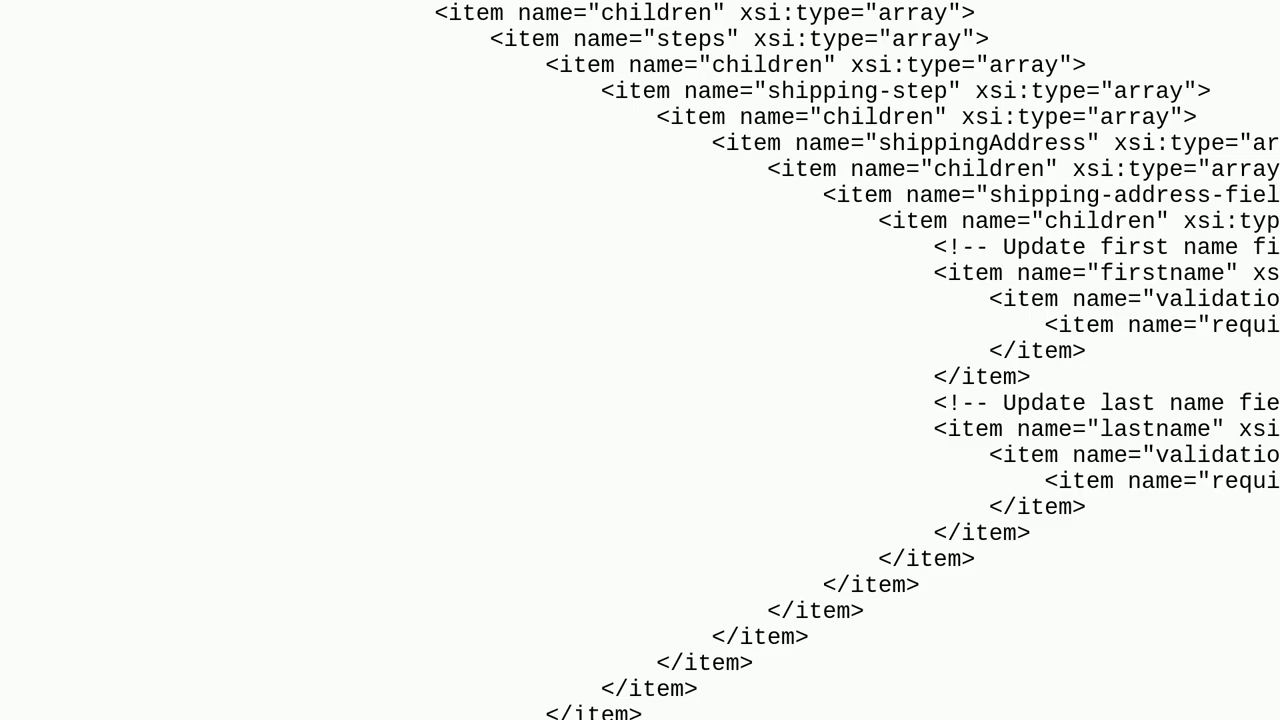 <item name="children" xsi:type="array">
<item name="steps" xsi:type="array">
<item name="children" xsi:type="array">
<item name="shipping-step" xsi:type="array">
<item name="children" xsi:type="array">
<item name="shippingAddress" xsi:type="ar
<item name="children" xsi:type="array
<item name="shipping-address-fiel
<item name="children" xsi:typ
<!-- Update first name fi
<item name="firstname" xs
<item name="validatio
<item name="requi
</item>
</item>
<!-- Update last name fie
<item name="lastname" xsi
<item name="validatio
<item name="requi
</item>
</item>
</item>
</item>
</item>
</item>
</item>
</item>
</item>